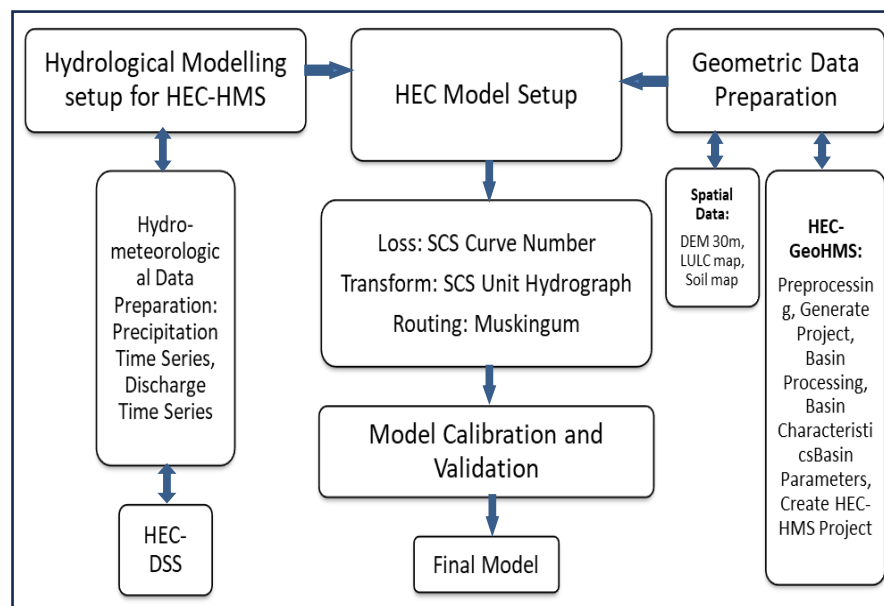 Hydrological Modelling
setup for HEC-HMS
HEC Model Setup
Geometric Data
Preparation
Hydro-
meteorologic
al Data
Preparation:
Precipitation
Time Series,
Discharge
Time Series
HEC-
DSS
Loss: SCS Curve Number
Transform: SCS Unit Hydrograph
Routing: Muskingum
Model Calibration and
Validation
Final Model
Spatial
Data:
DEM 30m,
LULC map,
Soil map
HEC-
GeoHMS:
Preprocessin
g, Generate
Project,
Basin
Processing,
Basin
Characteristi
csBasin
Parameters,
Create HEC-
HMS Project